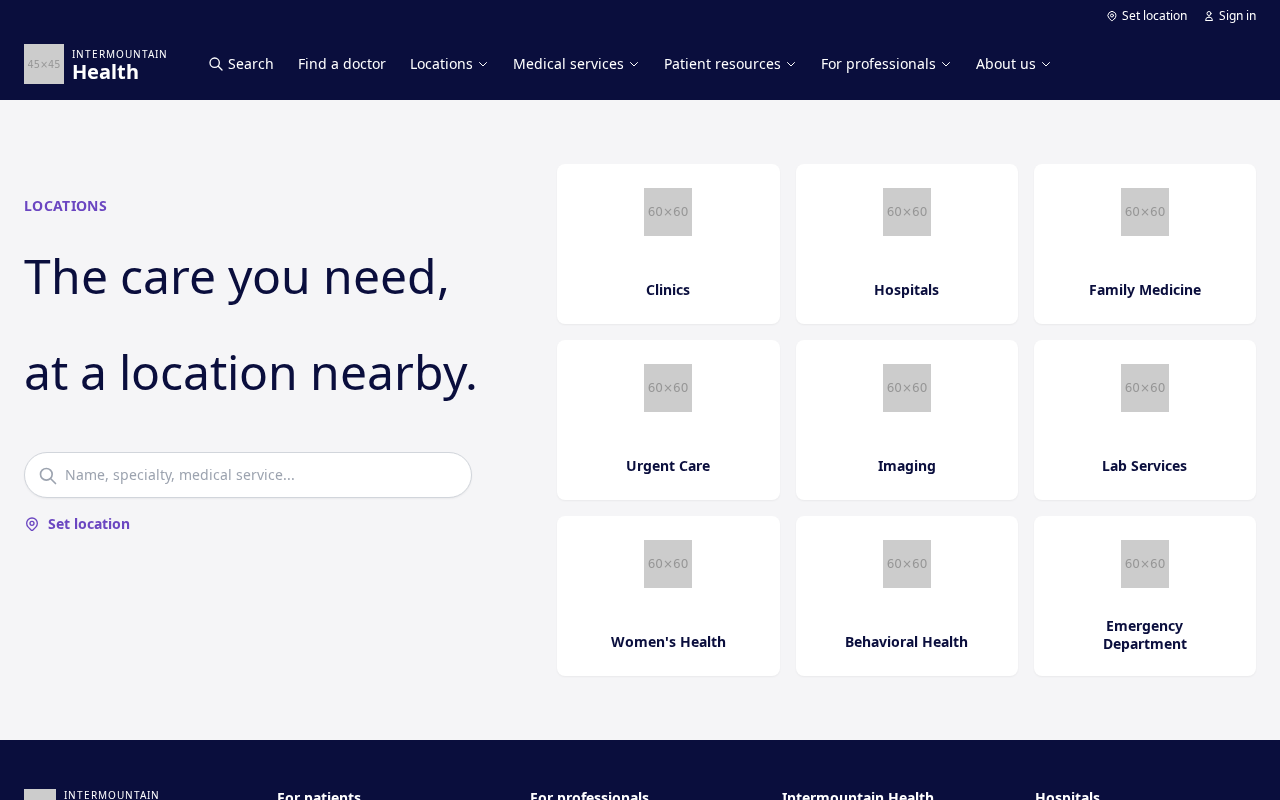 Set location
Sign in
45×45
INTERMOUNTAIN
Health
Search
Find a doctor
Locations
Medical services
Patient resources
For professionals
About us
LOCATIONS
The care you need,
at a location nearby.
Name, specialty, medical service...
Set location
60×60
Clinics
60×60
Hospitals
60×60
Family Medicine
60×60
Urgent Care
60×60
Imaging
60×60
Lab Services
60×60
Women's Health
60×60
Behavioral Health
60×60
Emergency
Department
INTERMOUNTAIN
For patients
For professionals
Intermountain Health
Hospitals